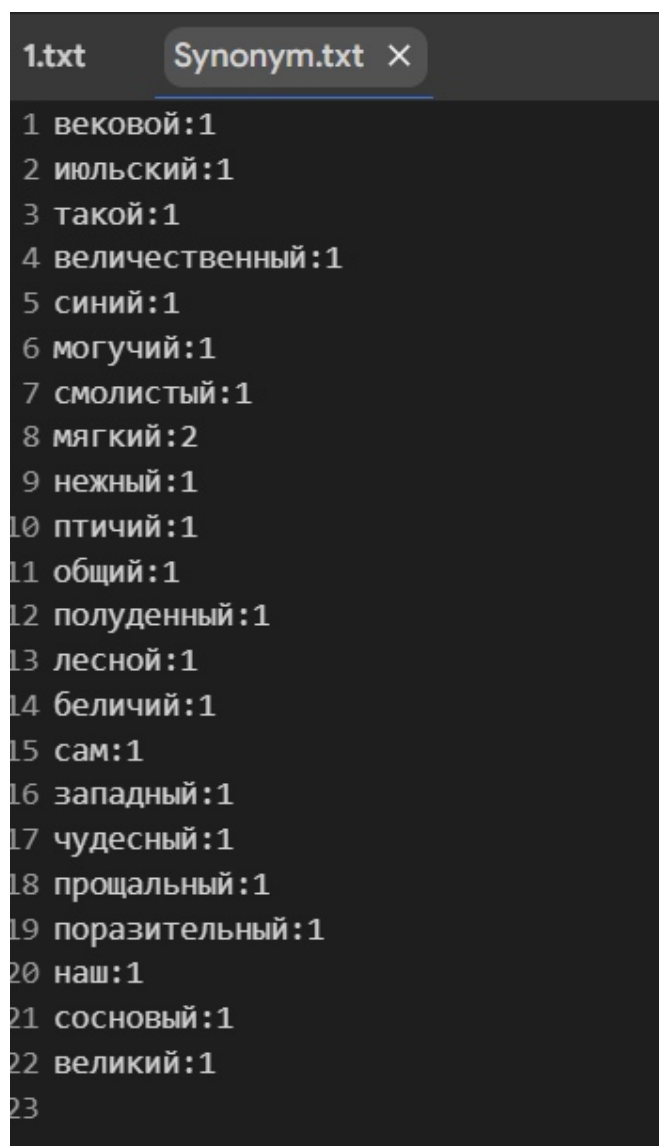 1.txt Synonym.txt ×
1 вековой:1
2 июльский:1
3 такой:1
4 величественный:1
5 синий:1
6 могучий:1
7 смолистый:1
8 мягкий:2
9 нежный:1
10 птичий:1
11 общий:1
12 полуденный:1
13 лесной:1
14 беличий:1
15 сам:1
16 западный:1
17 чудесный:1
18 прощальный:1
19 поразительный:1
20 наш:1
21 сосновый:1
22 великий:1
23